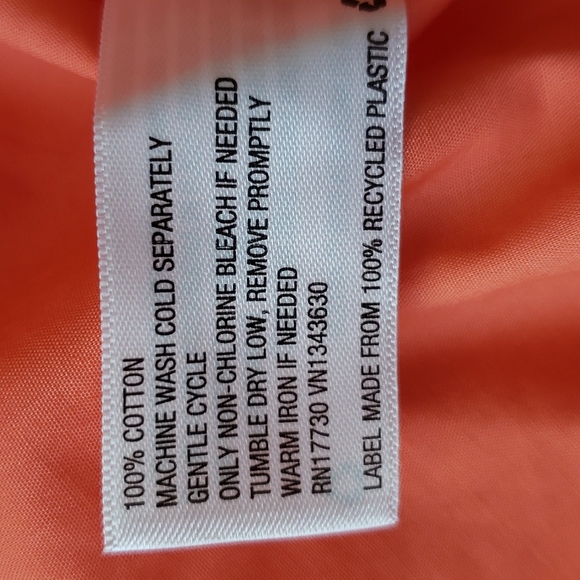 100% COTTON
MACHINE WASH COLD SEPARATELY
GENTLE CYCLE
ONLY NON-CHLORINE BLEACH IF NEEDED
TUMBLE DRY LOW, REMOVE PROMPTLY
WARM IRON IF NEEDED
RN17730 VN1343630
LABEL MADE FROM 100% RECYCLED PLASTIC